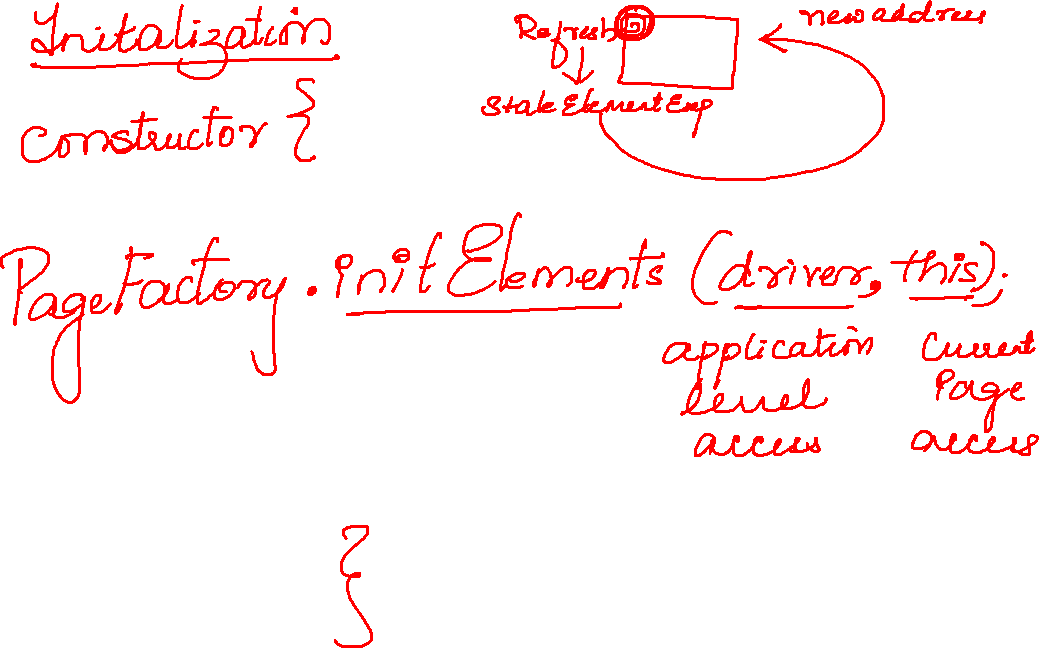 Initalization
Refresh
new address
StaleElementExp
constructor {
PageFactory.initElements (driver, this);
application level access
Current Page access
}